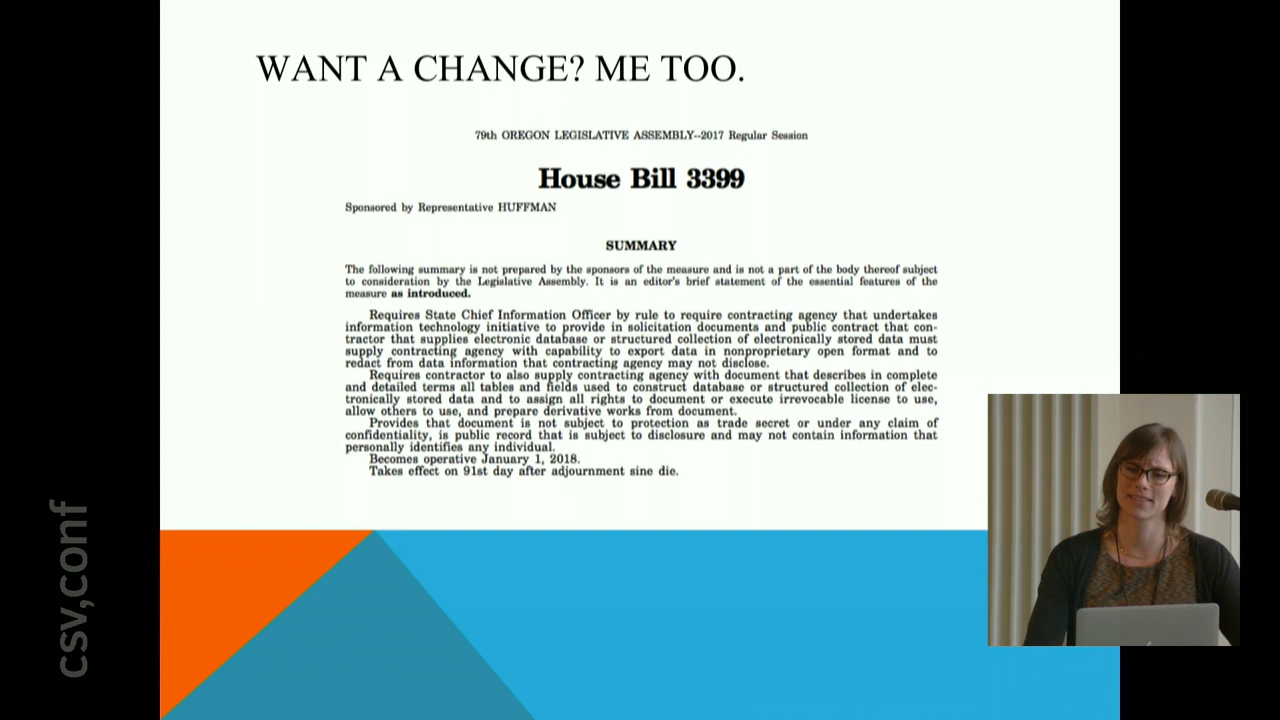 WANT A CHANGE? ME TOO.
79th OREGON LEGISLATIVE ASSEMBLY--2017 Regular Session
House Bill 3399
Sponsored by Representative HUFFMAN
SUMMARY
The following summary is not prepared by the sponsors of the measure and is not a part of the body thereof subject
to consideration by the Legislative Assembly. It is an editor's brief statement of the essential features of the
measure as introduced.
Requires State Chief Information Officer by rule to require contracting agency that undertakes
information technology initiative to provide in solicitation documents and public contract that con-
tractor that supplies electronic database or structured collection of electronically stored data must
supply contracting agency with capability to export data in nonproprietary open format and to
redact from data information that contracting agency may not disclose.
Requires contractor to also supply contracting agency with document that describes in complete
and detailed terms all tables and fields used to construct database or structured collection of elec-
tronically stored data and to assign all rights to document or execute irrevocable license to use,
allow others to use, and prepare derivative works from document.
Provides that document is not subject to protection as trade secret or under any claim of
confidentiality, is public record that is subject to disclosure and may not contain information that
personally identifies any individual.
Becomes operative January 1, 2018.
Takes effect on 91st day after adjournment sine die.
csv,conf